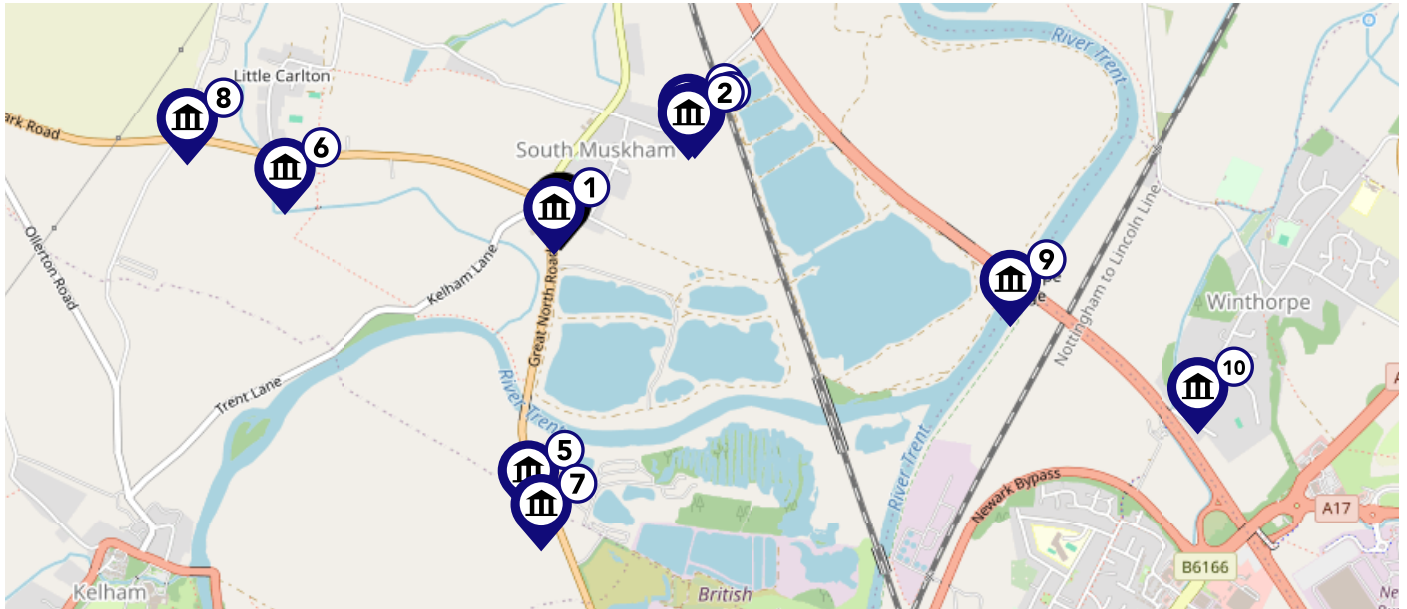 Little Carlton
8
ark Road
6
2
South Muskham
1
River Trent
Ollerton Road
Kelham Lane
Great North Road
Nottingham to Lincoln Line
9
Winthorpe
10
Trent Lane
River Trent
River Trent
5
7
Newark Bypass
A17
B6166
Kelham
British
Ne